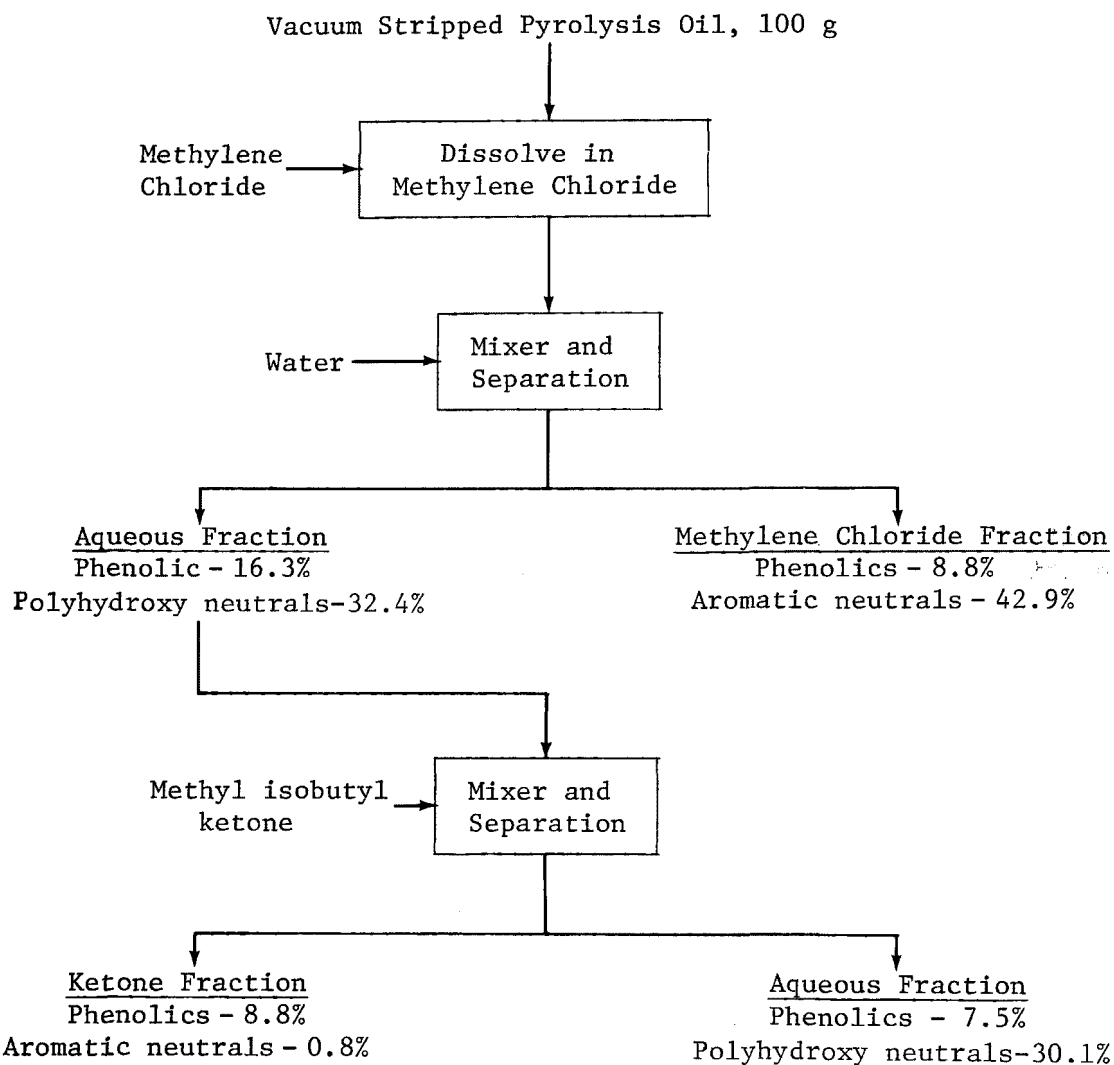 Vacuum Stripped Pyrolysis Oil, 100 g
Methylene
Chloride
Dissolve in
Methylene Chloride
Water
Mixer and
Separation
Aqueous Fraction
Phenolic - 16.3%
Polyhydroxy neutrals-32.4%
Methylene Chloride Fraction
Phenolics - 8.8%
Aromatic neutrals - 42.9%
Methyl isobutyl
ketone
Mixer and
Separation
Ketone Fraction
Phenolics - 8.8%
Aromatic neutrals - 0.8%
Aqueous Fraction
Phenolics - 7.5%
Polyhydroxy neutrals-30.1%